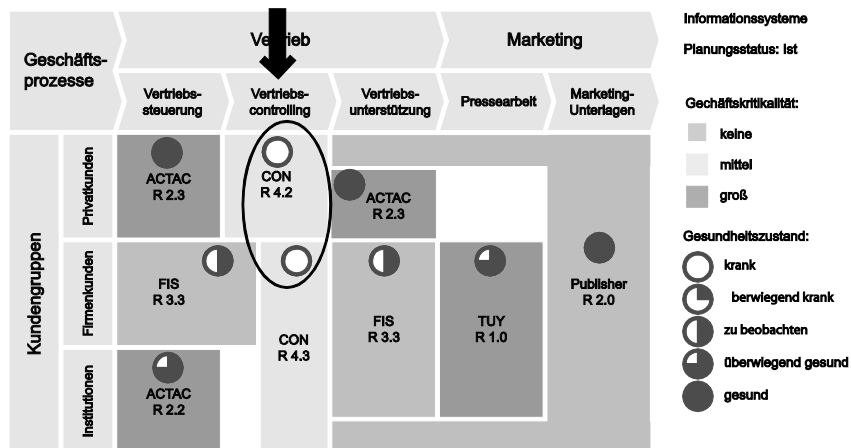 Geschäfts-
prozesse
Vertrieb
Marketing
Vertriebs-
steuerung
Vertriebs-
controlling
Vertriebs-
unterstützung
Pressearbeit
Marketing-
Unterlagen
Kundengruppen
Privatkunden
Firmenkunden
Institutionen
ACTAC
R 2.3
CON
R 4.2
ACTAC
R 2.3
FIS
R 3.3
CON
R 4.3
FIS
R 3.3
TUY
R 1.0
Publisher
R 2.0
ACTAC
R 2.2
Informationssysteme
Planungsstatus: Ist
Gechäftskritikalität:
keine
mittel
groß
Gesundheitszustand:
krank
berwiegend krank
zu beobachten
überwiegend gesund
gesund